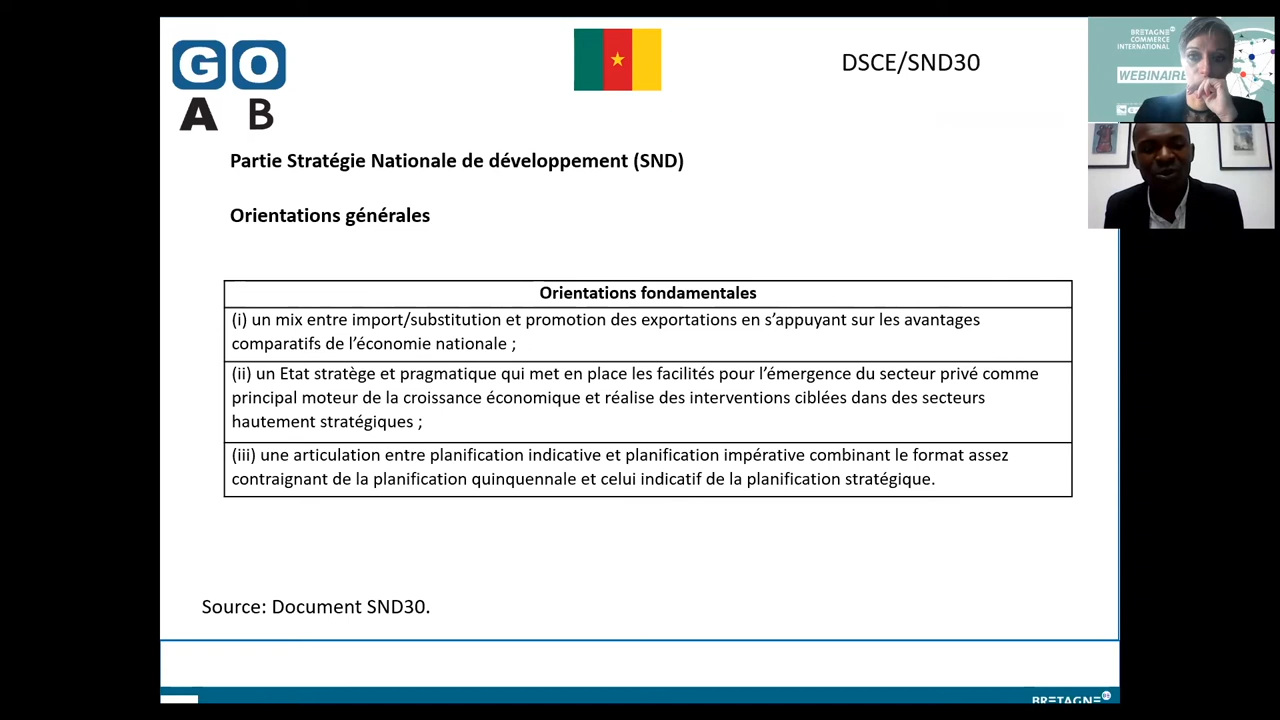 GO
A B
DSCE/SND30
BRETAGNE
COMMERCE
INTERNATIONAL
WEBINAIRE
Partie Stratégie Nationale de développement (SND)
Orientations générales
Orientations fondamentales
(i) un mix entre import/substitution et promotion des exportations en s’appuyant sur les avantages
comparatifs de l’économie nationale ;
(ii) un Etat stratège et pragmatique qui met en place les facilités pour l’émergence du secteur privé comme
principal moteur de la croissance économique et réalise des interventions ciblées dans des secteurs
hautement stratégiques ;
(iii) une articulation entre planification indicative et planification impérative combinant le format assez
contraignant de la planification quinquennale et celui indicatif de la planification stratégique.
Source: Document SND30.
BRETAGNE